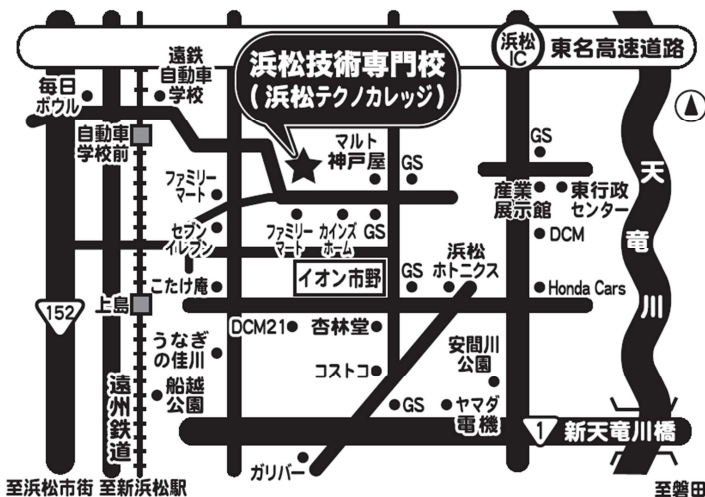 浜松
IC
東名高速道路
浜松技術専門校
(浜松テクノカレッジ)
遠鉄
自動車
学校
毎日
ボウル
自動車
学校前
マルト
神戸屋
GS
GS
ファミリー
マート
産業
展示館
東行政
センター
天竜川
セブン
イレブン
ファミリー
マート
カインズ
ホーム
GS
DCM
浜松
ホトニクス
イオン市野
GS
こたけ庵
Honda Cars
152
上島
DCM21
杏林堂
うなぎ
の佳川
安間川
公園
コストコ
船越
公園
遠州鉄道
GS
ヤマダ
電機
1
新天竜川橋
ガリバー
至浜松市街
至新浜松駅
至磐田